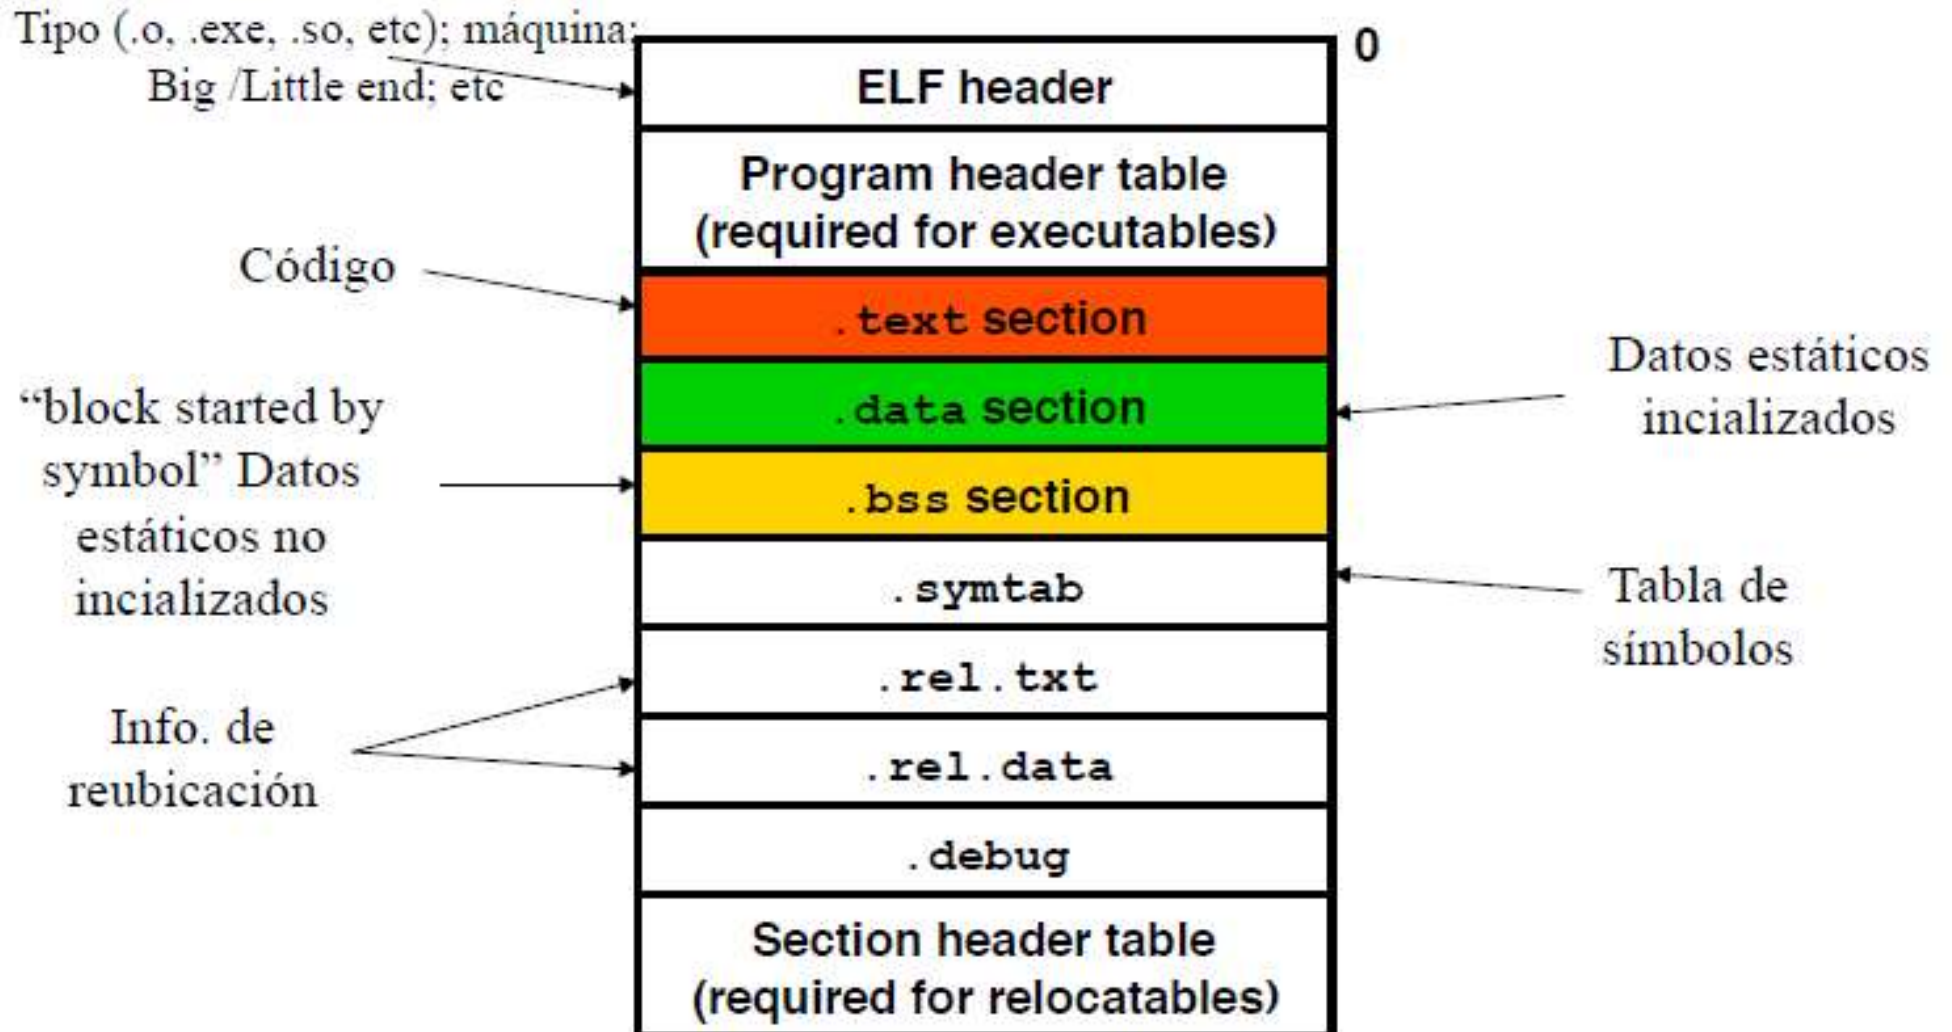 Tipo (.o, .exe, .so, etc); máquina;
Big /Little end; etc
0
ELF header
Program header table
(required for executables)
Código
.text section
Datos estáticos
incializados
.data section
“block started by
symbol” Datos
estáticos no
incializados
.bss section
.symtab
Tabla de
símbolos
.rel.txt
Info. de
reubicación
.rel.data
.debug
Section header table
(required for relocatables)